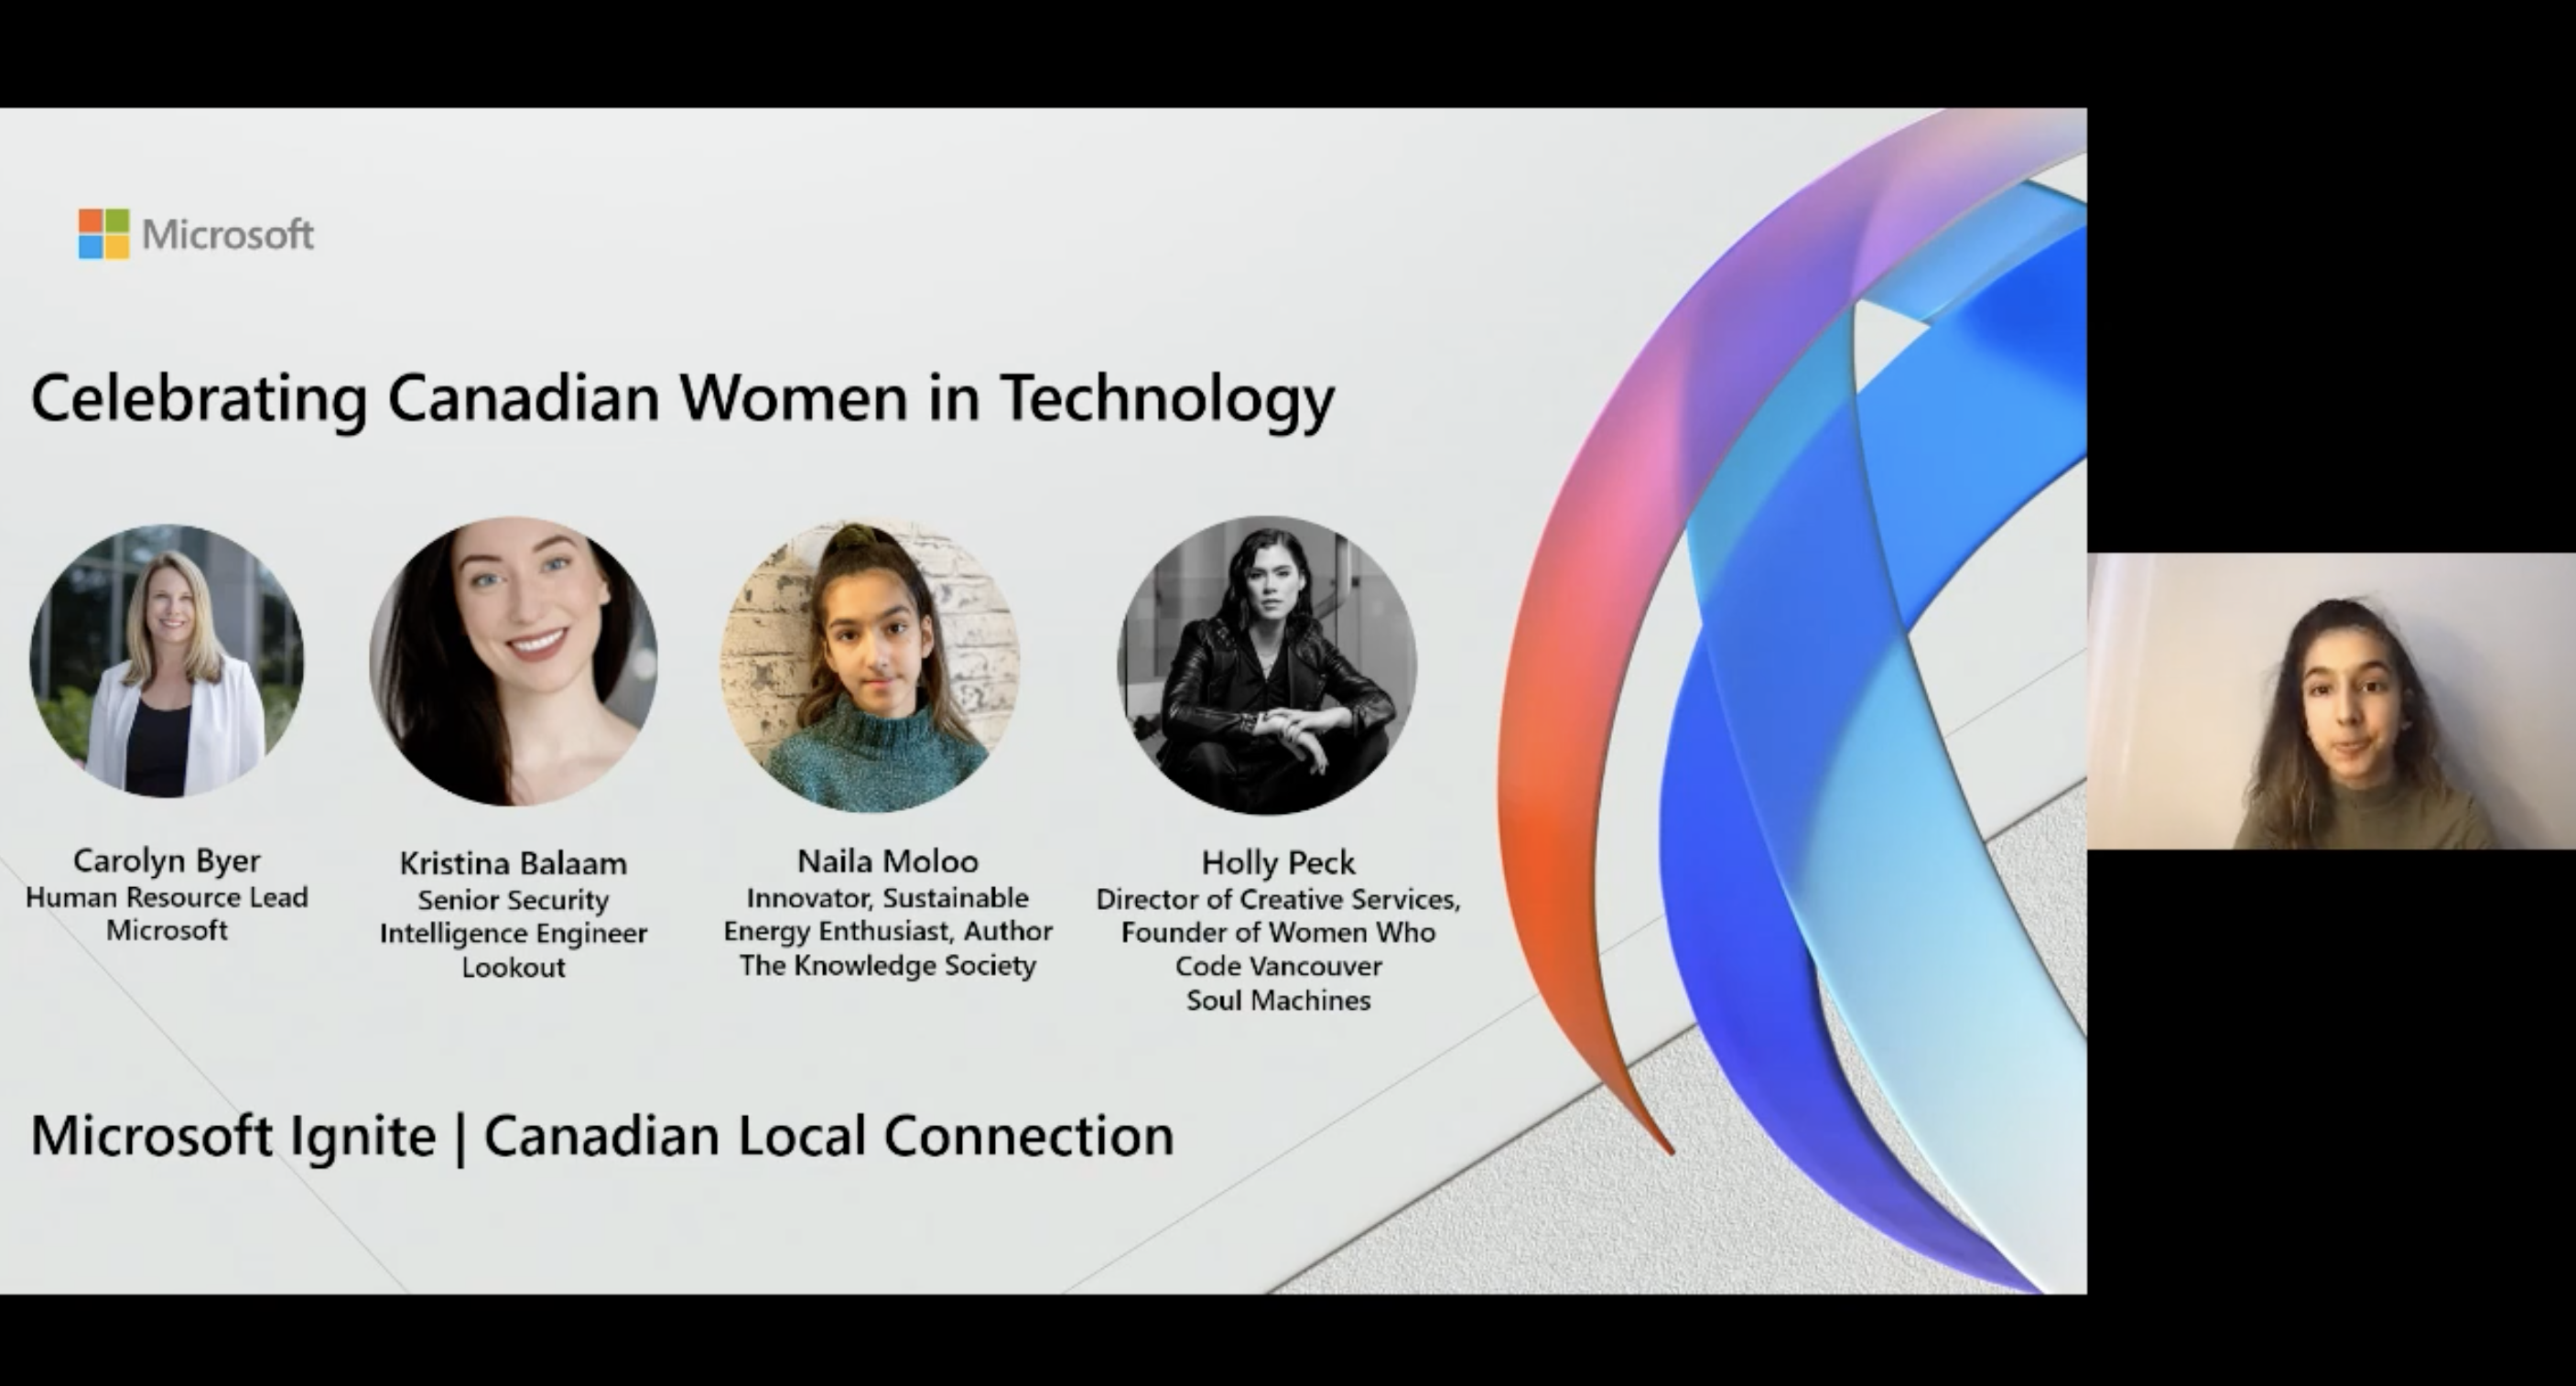 Microsoft
Celebrating Canadian Women in Technology
Carolyn Byer
Human Resource Lead
Microsoft
Kristina Balaam
Senior Security
Intelligence Engineer
Lookout
Naila Moloo
Innovator, Sustainable
Energy Enthusiast, Author
The Knowledge Society
Holly Peck
Director of Creative Services,
Founder of Women Who
Code Vancouver
Soul Machines
Microsoft Ignite | Canadian Local Connection